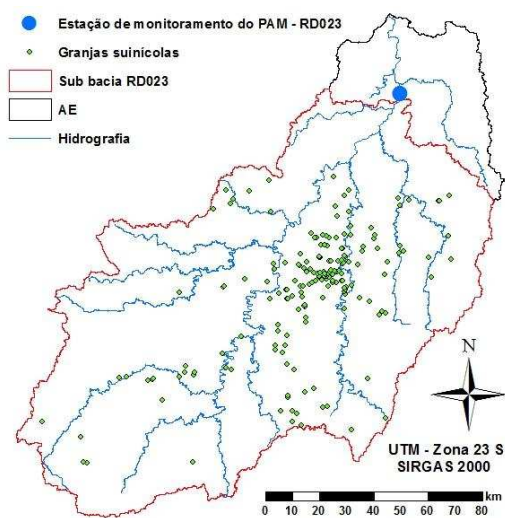 Estação de monitoramento do PAM - RD023
Granjas suinícolas
Sub bacia RD023
AE
Hidrografia
N
UTM - Zona 23 S
SIRGAS 2000
km
0 10 20 30 40 50 60 70 80